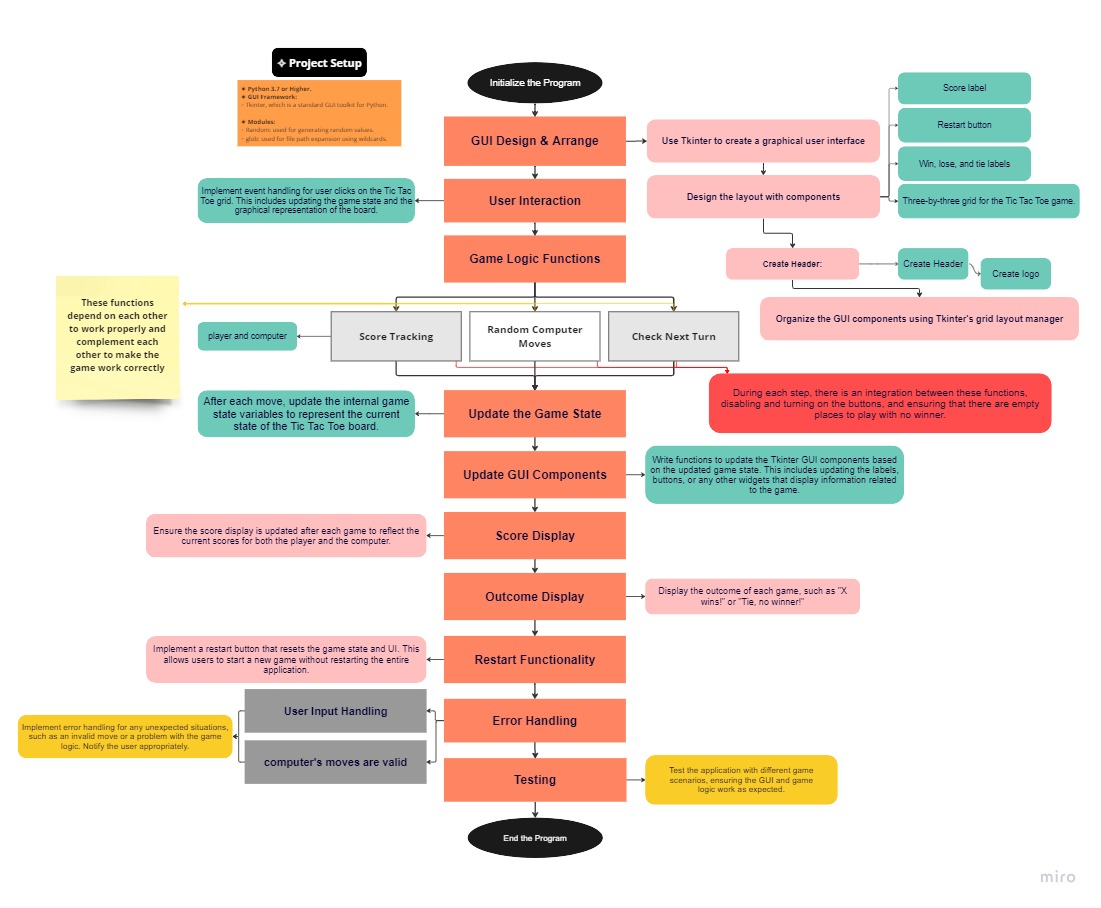 ✧ Project Setup
● Python 3.7 or Higher.
● GUI Framework:
- Tkinter, which is a standard GUI toolkit for Python.
● Modules:
- Random: used for generating random values.
- glob: used for file path expansion using wildcards.
Initialize the Program
GUI Design & Arrange
Use Tkinter to create a graphical user interface
Design the layout with components
Score label
Restart button
Win, lose, and tie labels
Three-by-three grid for the Tic Tac Toe game.
Create Header:
Create Header
Create logo
Organize the GUI components using Tkinter's grid layout manager
User Interaction
Implement event handling for user clicks on the Tic Tac
Toe grid. This includes updating the game state and the
graphical representation of the board.
Game Logic Functions
These functions
depend on each other
to work properly and
complement each
other to make the
game work correctly
player and computer
Score Tracking
Random Computer
Moves
Check Next Turn
During each step, there is an integration between these functions,
disabling and turning on the buttons, and ensuring that there are empty
places to play with no winner.
After each move, update the internal game
state variables to represent the current
state of the Tic Tac Toe board.
Update the Game State
Update GUI Components
Write functions to update the Tkinter GUI components based
on the updated game state. This includes updating the labels,
buttons, or any other widgets that display information related
to the game.
Ensure the score display is updated after each game to reflect the
current scores for both the player and the computer.
Score Display
Outcome Display
Display the outcome of each game, such as "X
wins!" or "Tie, no winner!"
Implement a restart button that resets the game state and UI. This
allows users to start a new game without restarting the entire
application.
Restart Functionality
Error Handling
User Input Handling
computer's moves are valid
Implement error handling for any unexpected situations,
such as an invalid move or a problem with the game
logic. Notify the user appropriately.
Testing
Test the application with different game
scenarios, ensuring the GUI and game
logic work as expected.
End the Program
miro